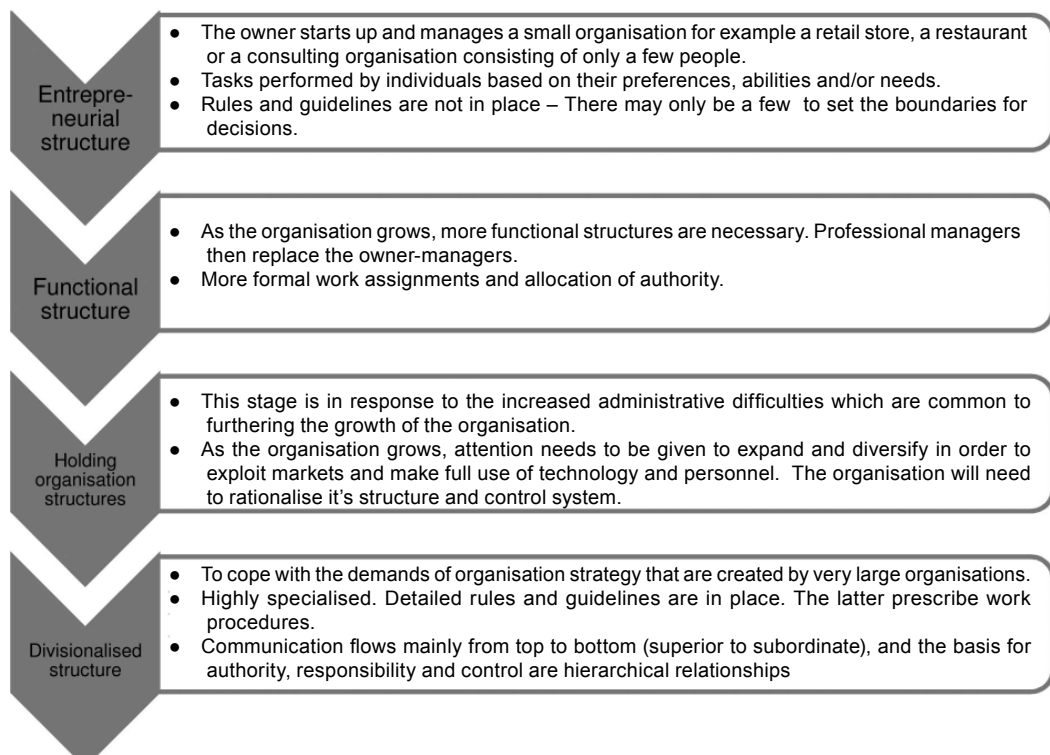 Entrepre-
neurial
structure
● The owner starts up and manages a small organisation for example a retail store, a restaurant
or a consulting organisation consisting of only a few people.
● Tasks performed by individuals based on their preferences, abilities and/or needs.
● Rules and guidelines are not in place – There may only be a few to set the boundaries for
decisions.
Functional
structure
● As the organisation grows, more functional structures are necessary. Professional managers
then replace the owner-managers.
● More formal work assignments and allocation of authority.
Holding
organisation
structures
● This stage is in response to the increased administrative difficulties which are common to
furthering the growth of the organisation.
● As the organisation grows, attention needs to be given to expand and diversify in order to
exploit markets and make full use of technology and personnel. The organisation will need
to rationalise it's structure and control system.
Divisionalised
structure
● To cope with the demands of organisation strategy that are created by very large organisations.
● Highly specialised. Detailed rules and guidelines are in place. The latter prescribe work
procedures.
● Communication flows mainly from top to bottom (superior to subordinate), and the basis for
authority, responsibility and control are hierarchical relationships